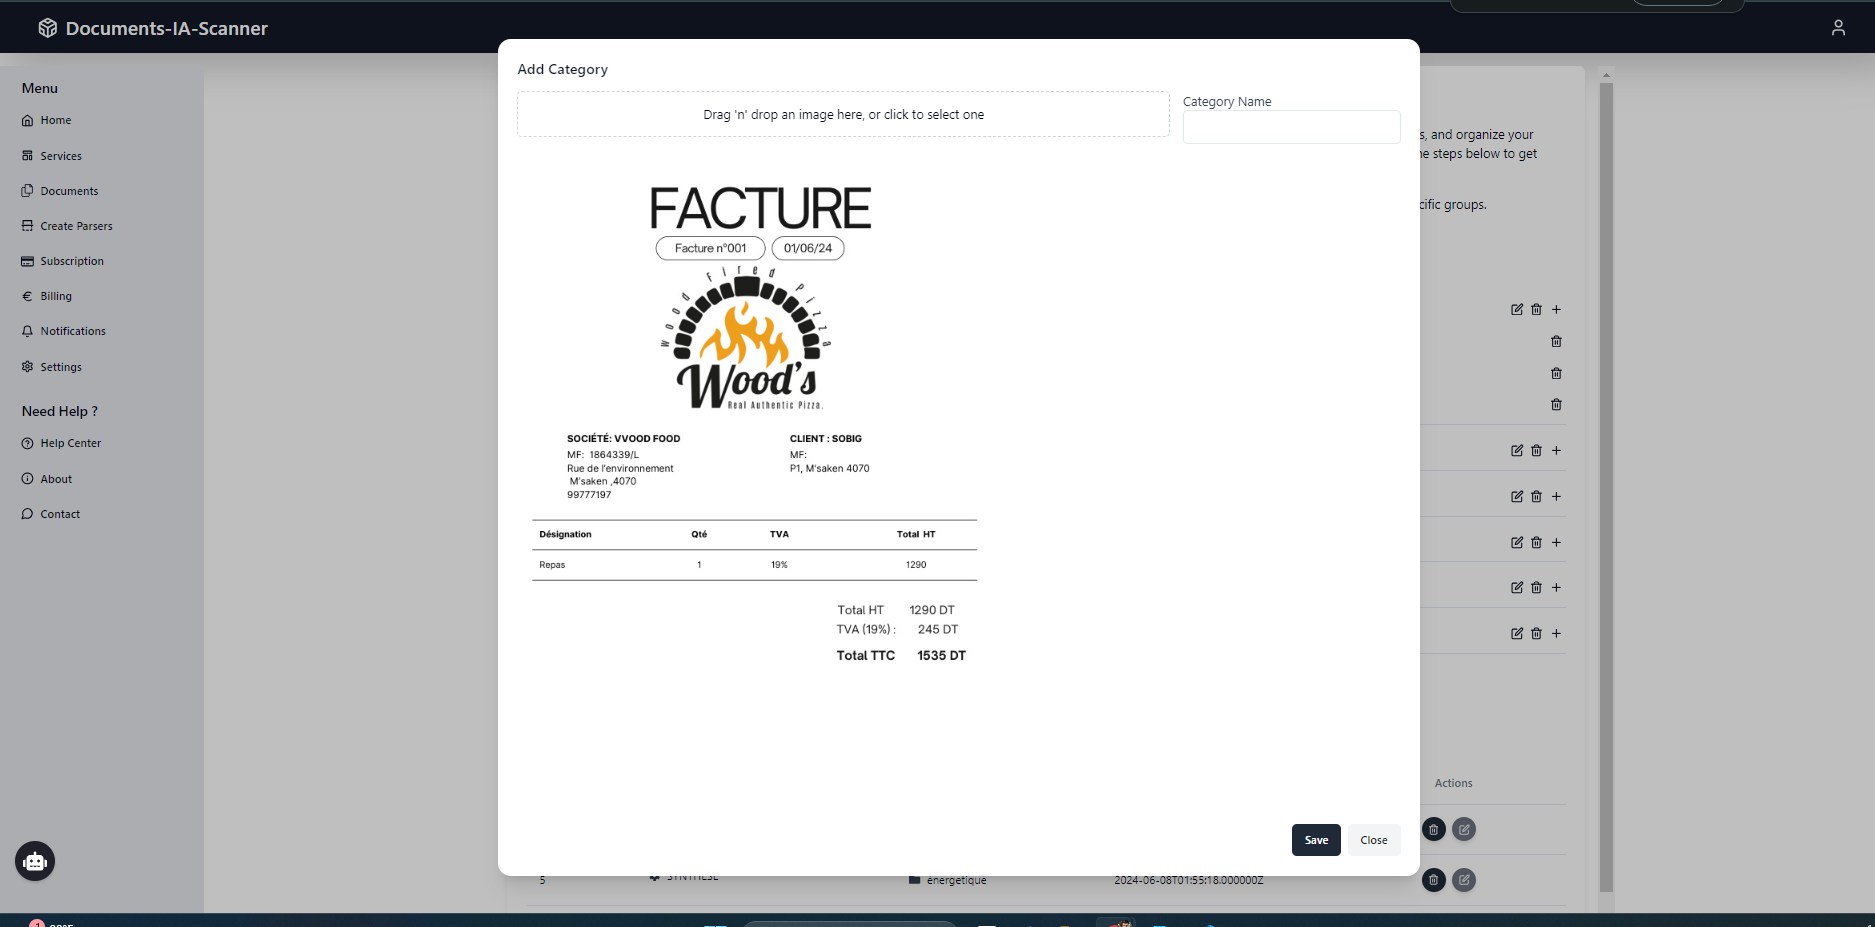 Documents-IA-Scanner
Menu
Home
Services
Documents
Create Parsers
Subscription
Billing
Notifications
Settings
Need Help ?
Help Center
About
Contact
Add Category
Drag 'n' drop an image here, or click to select one
Category Name
FACTURE
Facture n°001 01/06/24
Wood Fired Pizza
Wood's
Real Authentic Pizza.
SOCIÉTÉ: VVOOD FOOD
MF: 1864339/L
Rue de l'environnement
M'saken ,4070
99777197
CLIENT : SOBIG
MF:
P1, M'saken 4070
Désignation Qté TVA Total HT
Repas 1 19% 1290
Total HT 1290 DT
TVA (19%) : 245 DT
Total TTC 1535 DT
Save Close
s, and organize your
e steps below to get
cific groups.
Actions
5 SYNTHESE énergetique 2024-06-08T01:55:18.000000Z